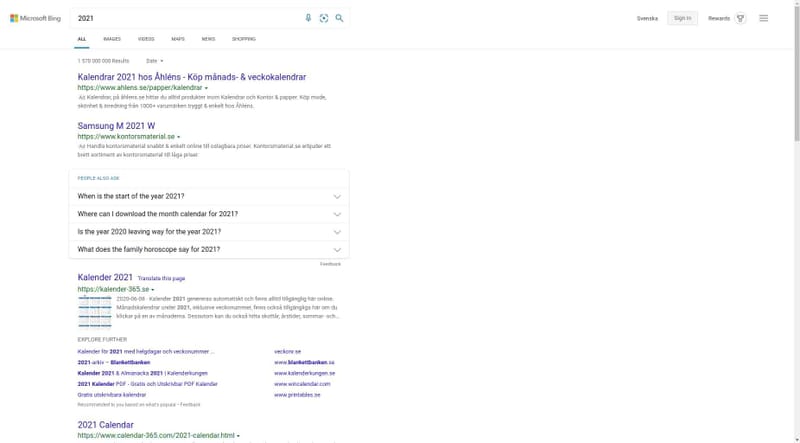 Microsoft Bing
2021
Svenska
Sign in
Rewards
ALL IMAGES VIDEOS MAPS NEWS SHOPPING
1 570 000 000 Results Date
Kalendrar 2021 hos Åhléns - Köp månads- & veckokalendrar
https://www.ahlens.se/papper/kalendrar
Ad Kalendrar, på åhlens.se hittar du alltid produkter inom Kalendrar och Kontor & papper. Köp mode,
skönhet & inredning från 1000+ varumärken tryggt & enkelt hos Åhléns.
Samsung M 2021 W
https://www.kontorsmaterial.se
Ad Handla kontorsmaterial snabbt & enkelt online till oslagbara priser. Kontorsmaterial.se erbjuder ett
brett sortiment av kontorsmaterial till låga priser
PEOPLE ALSO ASK
When is the start of the year 2021?
Where can I download the month calendar for 2021?
Is the year 2020 leaving way for the year 2021?
What does the family horoscope say for 2021?
Feedback
Kalender 2021 Translate this page
https://kalender-365.se
2020-06-08 · Kalender 2021 genereras automatiskt och finns alltid tillgänglig här online.
Månadskalendrar under 2021, inklusive veckonummer, finns också tillgängliga här om du
klickar på en av månaderna. Dessutom kan du också hitta skottår, årstider, sommar- och...
EXPLORE FURTHER
Kalender för 2021 med helgdagar och veckonummer ... veckonr.se
2021-arkiv – Blankettbanken www.blankettbanken.se
Kalender 2021 & Almanacka 2021 | Kalenderkungen www.kalenderkungen.se
2021 Kalender PDF - Gratis och Utskrivbar PDF Kalender www.wincalendar.com
Gratis utskrivbara kalendrar www.printables.se
Recommended to you based on what's popular • Feedback
2021 Calendar
https://www.calendar-365.com/2021-calendar.html